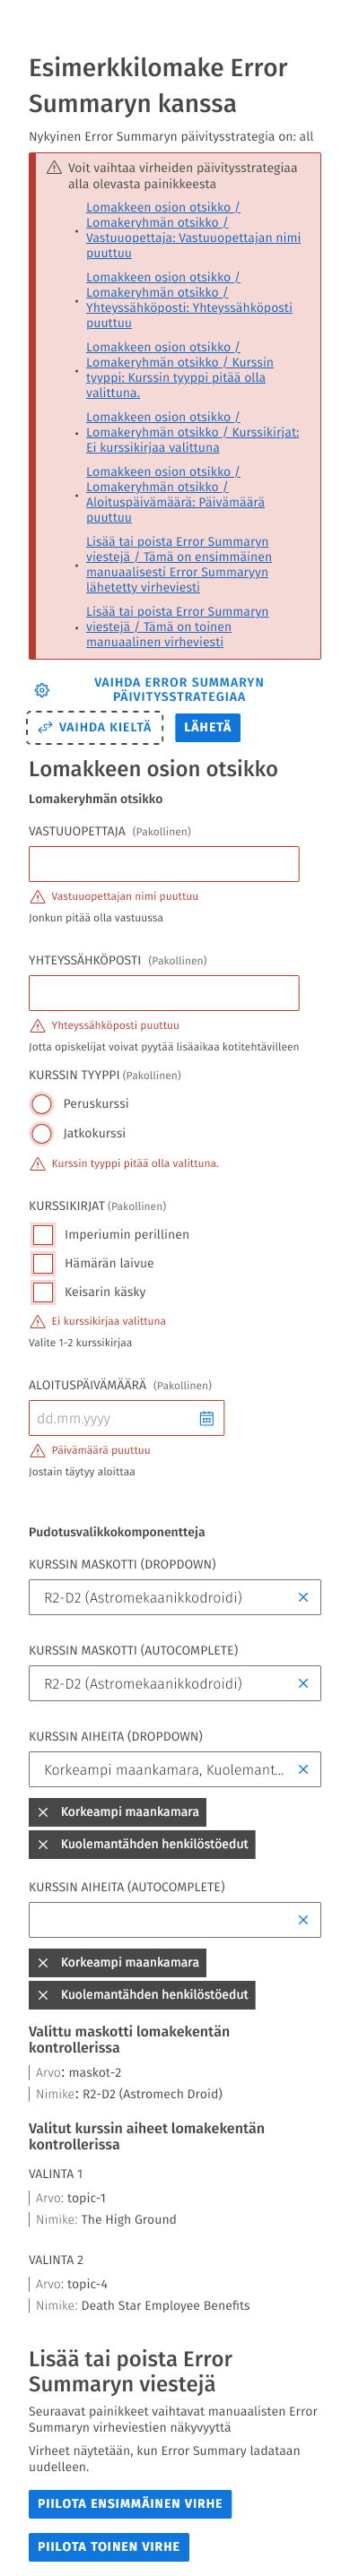 Esimerkkilomake Error
Summaryn kanssa
Nykyinen Error Summaryn päivitysstrategia on: all
Voit vaihtaa virheiden päivitysstrategiaa
alla olevasta painikkeesta
Lomakkeen osion otsikko /
Lomakeryhmän otsikko /
Vastuuopettaja: Vastuuopettajan nimi
puuttuu
Lomakkeen osion otsikko /
Lomakeryhmän otsikko /
Yhteyssähköposti: Yhteyssähköposti
puuttuu
Lomakkeen osion otsikko /
Lomakeryhmän otsikko / Kurssin
tyyppi: Kurssin tyyppi pitää olla
valittuna.
Lomakkeen osion otsikko /
Lomakeryhmän otsikko / Kurssikirjat:
Ei kurssikirjaa valittuna
Lomakkeen osion otsikko /
Lomakeryhmän otsikko /
Aloituspäivämäärä: Päivämäärä
puuttuu
Lisää tai poista Error Summaryn
viestejä / Tämä on ensimmäinen
manuaalisesti Error Summaryyn
lähetetty virheviesti
Lisää tai poista Error Summaryn
viestejä / Tämä on toinen
manuaalinen virheviesti
VAIHDA ERROR SUMMARYN
PÄIVITYSSTRATEGIAA
VAIHDA KIELTÄ
LÄHETÄ
Lomakkeen osion otsikko
Lomakeryhmän otsikko
VASTUUOPETTAJA (Pakollinen)
Vastuuopettajan nimi puuttuu
Jonkun pitää olla vastuussa
YHTEYSSÄHKÖPOSTI (Pakollinen)
Yhteyssähköposti puuttuu
Jotta opiskelijat voivat pyytää lisäaikaa kotitehtävilleen
KURSSIN TYYPPI (Pakollinen)
Peruskurssi
Jatkokurssi
Kurssin tyyppi pitää olla valittuna.
KURSSIKIRJAT (Pakollinen)
Imperiumin perillinen
Hämärän laivue
Keisarin käsky
Ei kurssikirjaa valittuna
Valite 1-2 kurssikirjaa
ALOITUSPÄIVÄMÄÄRÄ (Pakollinen)
dd.mm.yyyy
Päivämäärä puuttuu
Jostain täytyy aloittaa
Pudotusvalikkokomponentteja
KURSSIN MASKOTTI (DROPDOWN)
R2-D2 (Astromekaanikkodroidi)
KURSSIN MASKOTTI (AUTOCOMPLETE)
R2-D2 (Astromekaanikkodroidi)
KURSSIN AIHEITA (DROPDOWN)
Korkeampi maankamara, Kuolemant...
Korkeampi maankamara
Kuolemantähden henkilöstöedut
KURSSIN AIHEITA (AUTOCOMPLETE)
Korkeampi maankamara
Kuolemantähden henkilöstöedut
Valittu maskotti lomakekentän
kontrollerissa
Arvo: maskot-2
Nimike: R2-D2 (Astromech Droid)
Valitut kurssin aiheet lomakekentän
kontrollerissa
VALINTA 1
Arvo: topic-1
Nimike: The High Ground
VALINTA 2
Arvo: topic-4
Nimike: Death Star Employee Benefits
Lisää tai poista Error
Summaryn viestejä
Seuraavat painikkeet vaihtavat manuaalisten Error
Summaryn virheviestien näkyvyyttä
Virheet näytetään, kun Error Summary ladataan
uudelleen.
PIILOTA ENSIMMÄINEN VIRHE
PIILOTA TOINEN VIRHE